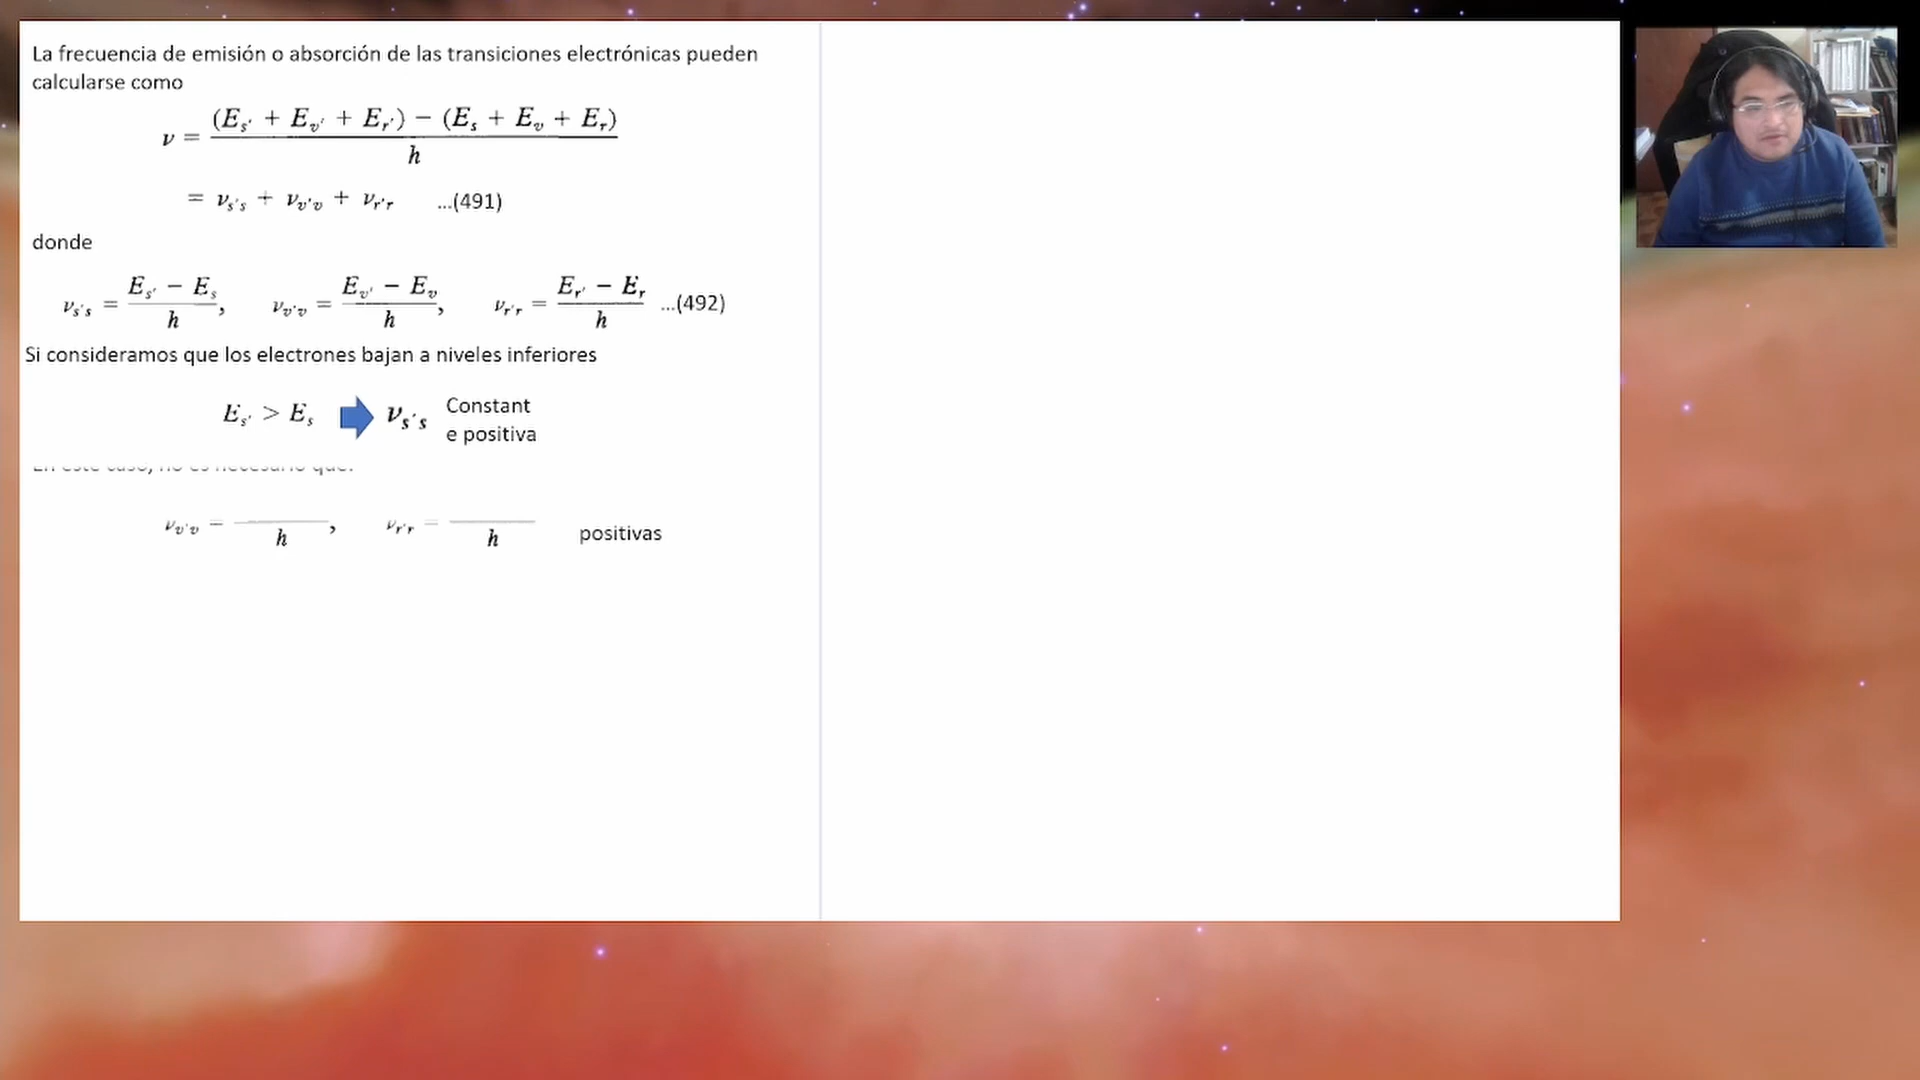 La frecuencia de emisión o absorción de las transiciones electrónicas pueden
calcularse como
ν = ((E_s' + E_v' + E_r') − (E_s + E_v + E_r)) / h
= ν_s's + ν_v'v + ν_r'r ...(491)
donde
ν_s's = (E_s' − E_s) / h, ν_v'v = (E_v' − E_v) / h, ν_r'r = (E_r' − E_r) / h ...(492)
Si consideramos que los electrones bajan a niveles inferiores
E_s' > E_s ν_s's Constant
e positiva
ν_v'v = h, ν_r'r = h positivas